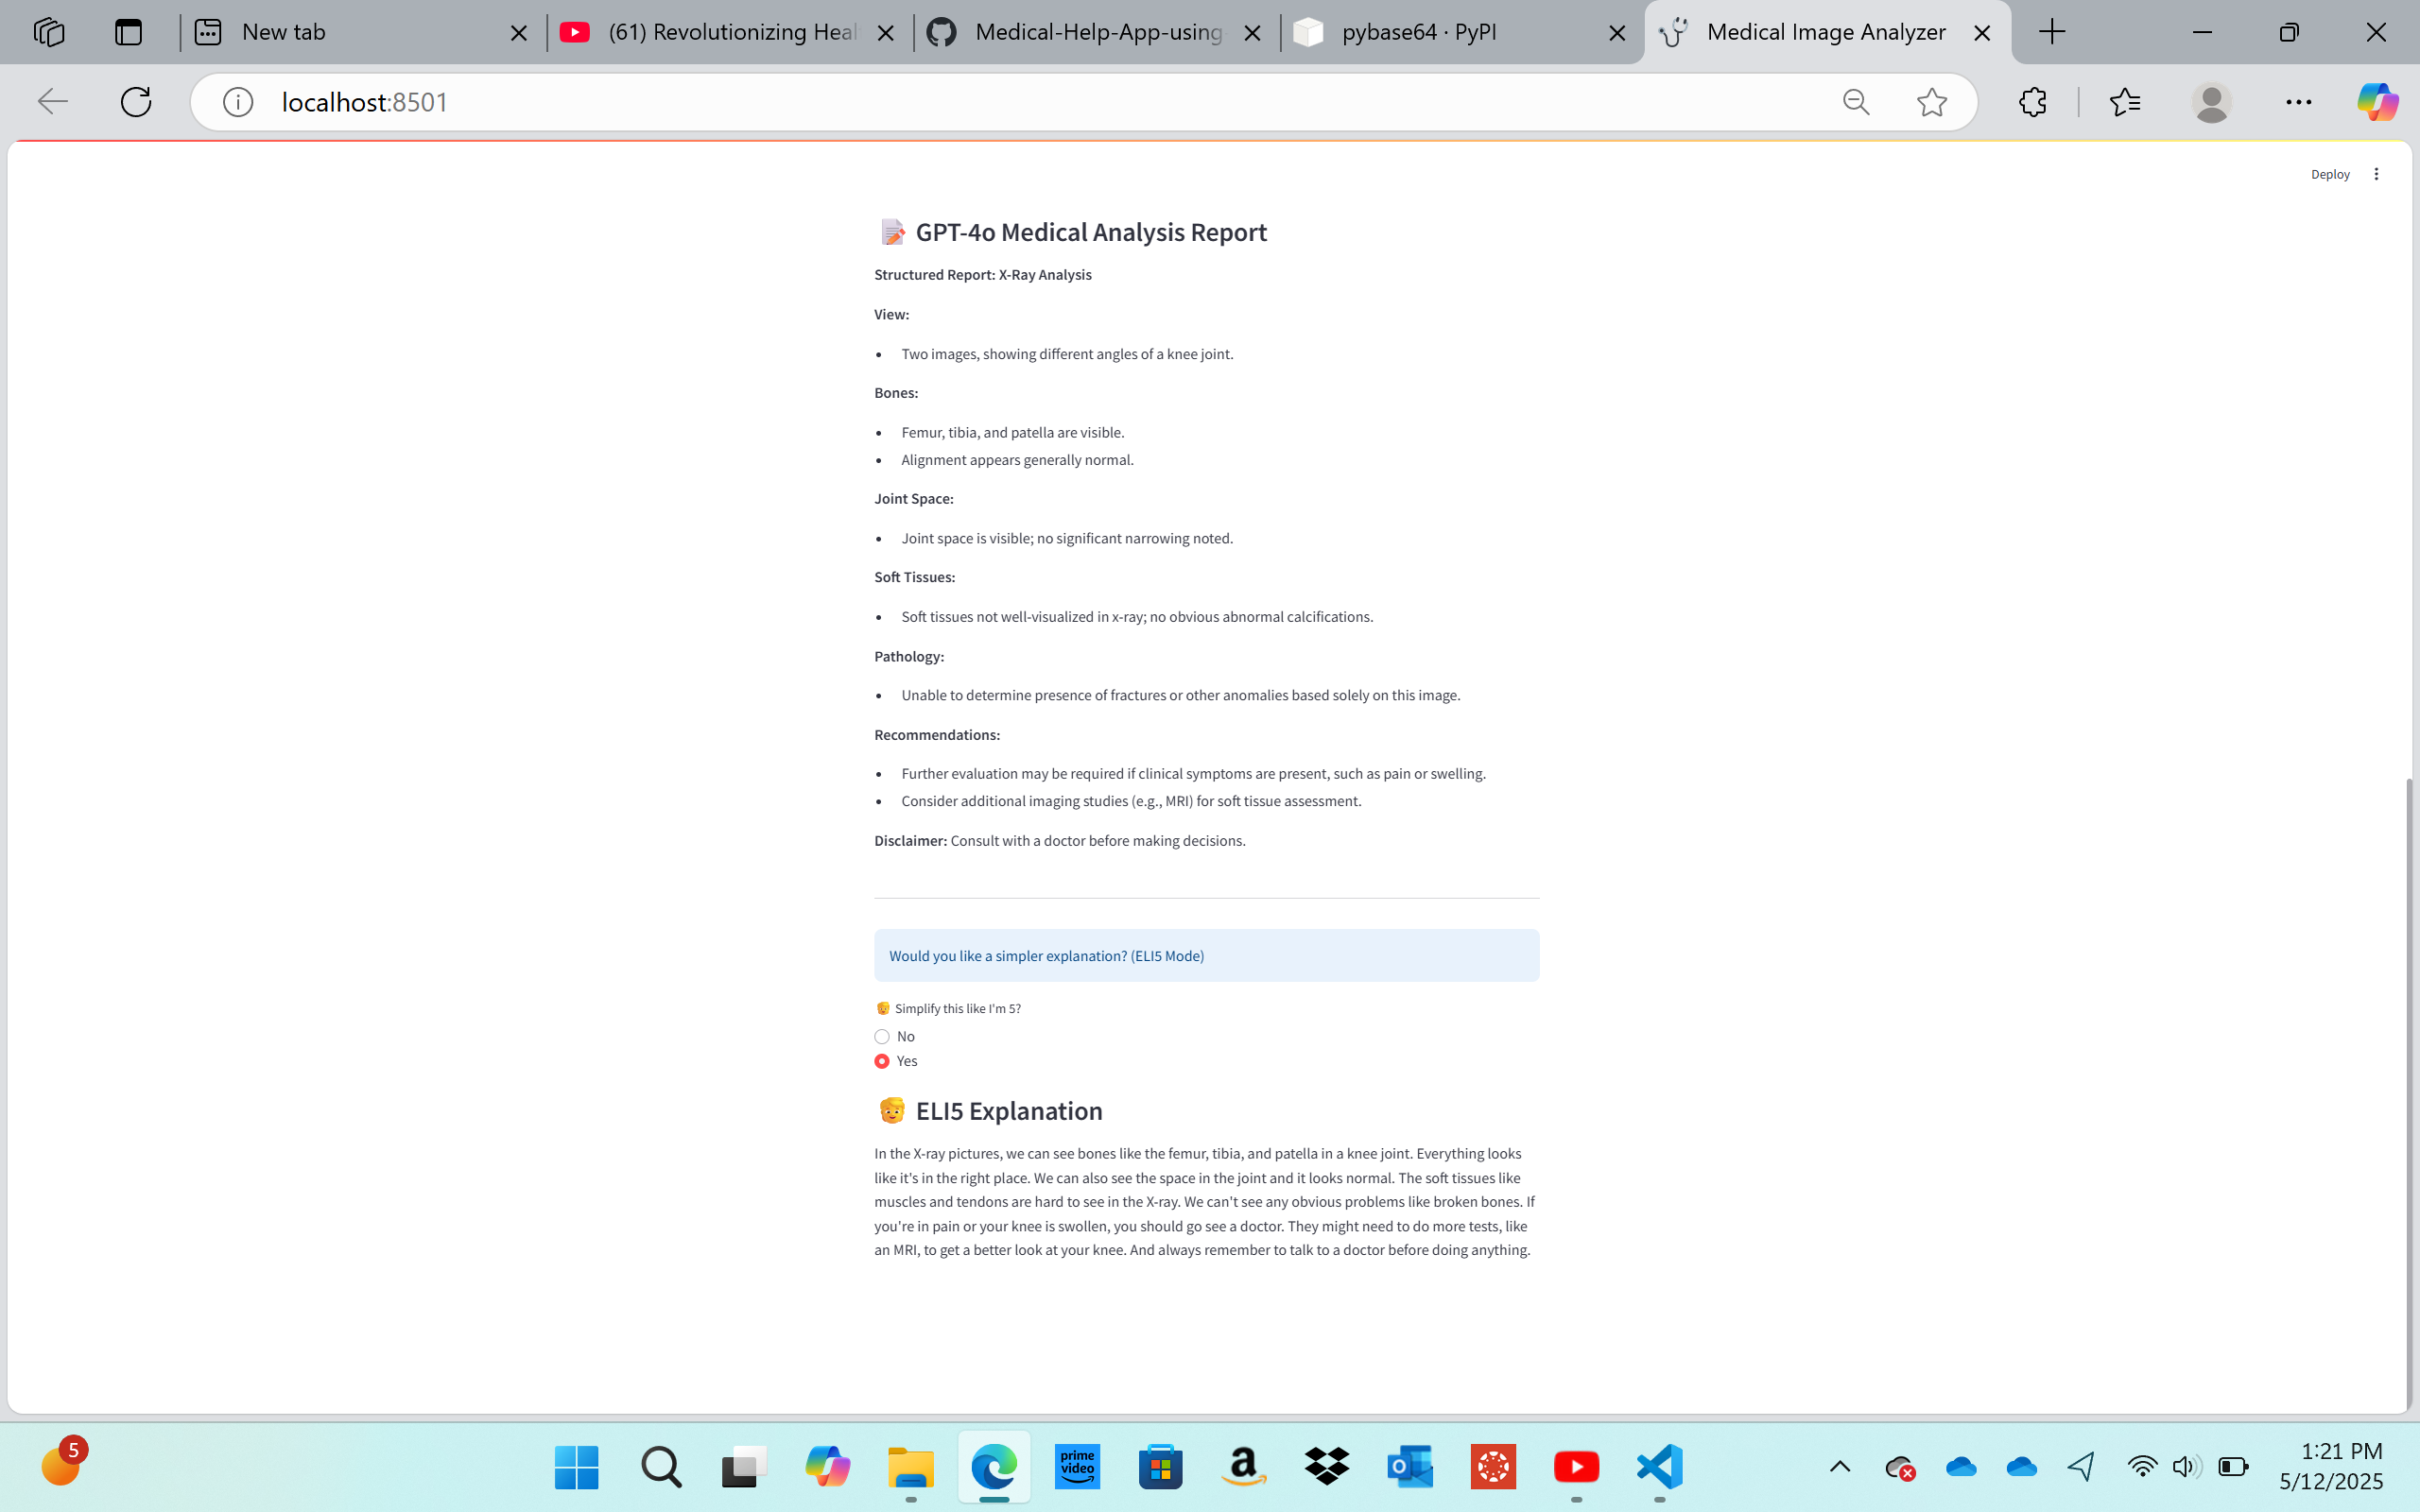 New tab
(61) Revolutionizing Heal
Medical-Help-App-using-
pybase64 · PyPI
Medical Image Analyzer
localhost:8501
Deploy
📝 GPT-4o Medical Analysis Report
Structured Report: X-Ray Analysis
View:
• Two images, showing different angles of a knee joint.
Bones:
• Femur, tibia, and patella are visible.
• Alignment appears generally normal.
Joint Space:
• Joint space is visible; no significant narrowing noted.
Soft Tissues:
• Soft tissues not well-visualized in x-ray; no obvious abnormal calcifications.
Pathology:
• Unable to determine presence of fractures or other anomalies based solely on this image.
Recommendations:
• Further evaluation may be required if clinical symptoms are present, such as pain or swelling.
• Consider additional imaging studies (e.g., MRI) for soft tissue assessment.
Disclaimer: Consult with a doctor before making decisions.
Would you like a simpler explanation? (ELI5 Mode)
🧒 Simplify this like I'm 5?
No
Yes
🧒 ELI5 Explanation
In the X-ray pictures, we can see bones like the femur, tibia, and patella in a knee joint. Everything looks
like it's in the right place. We can also see the space in the joint and it looks normal. The soft tissues like
muscles and tendons are hard to see in the X-ray. We can't see any obvious problems like broken bones. If
you're in pain or your knee is swollen, you should go see a doctor. They might need to do more tests, like
an MRI, to get a better look at your knee. And always remember to talk to a doctor before doing anything.
5
prime
video
a
1:21 PM
5/12/2025